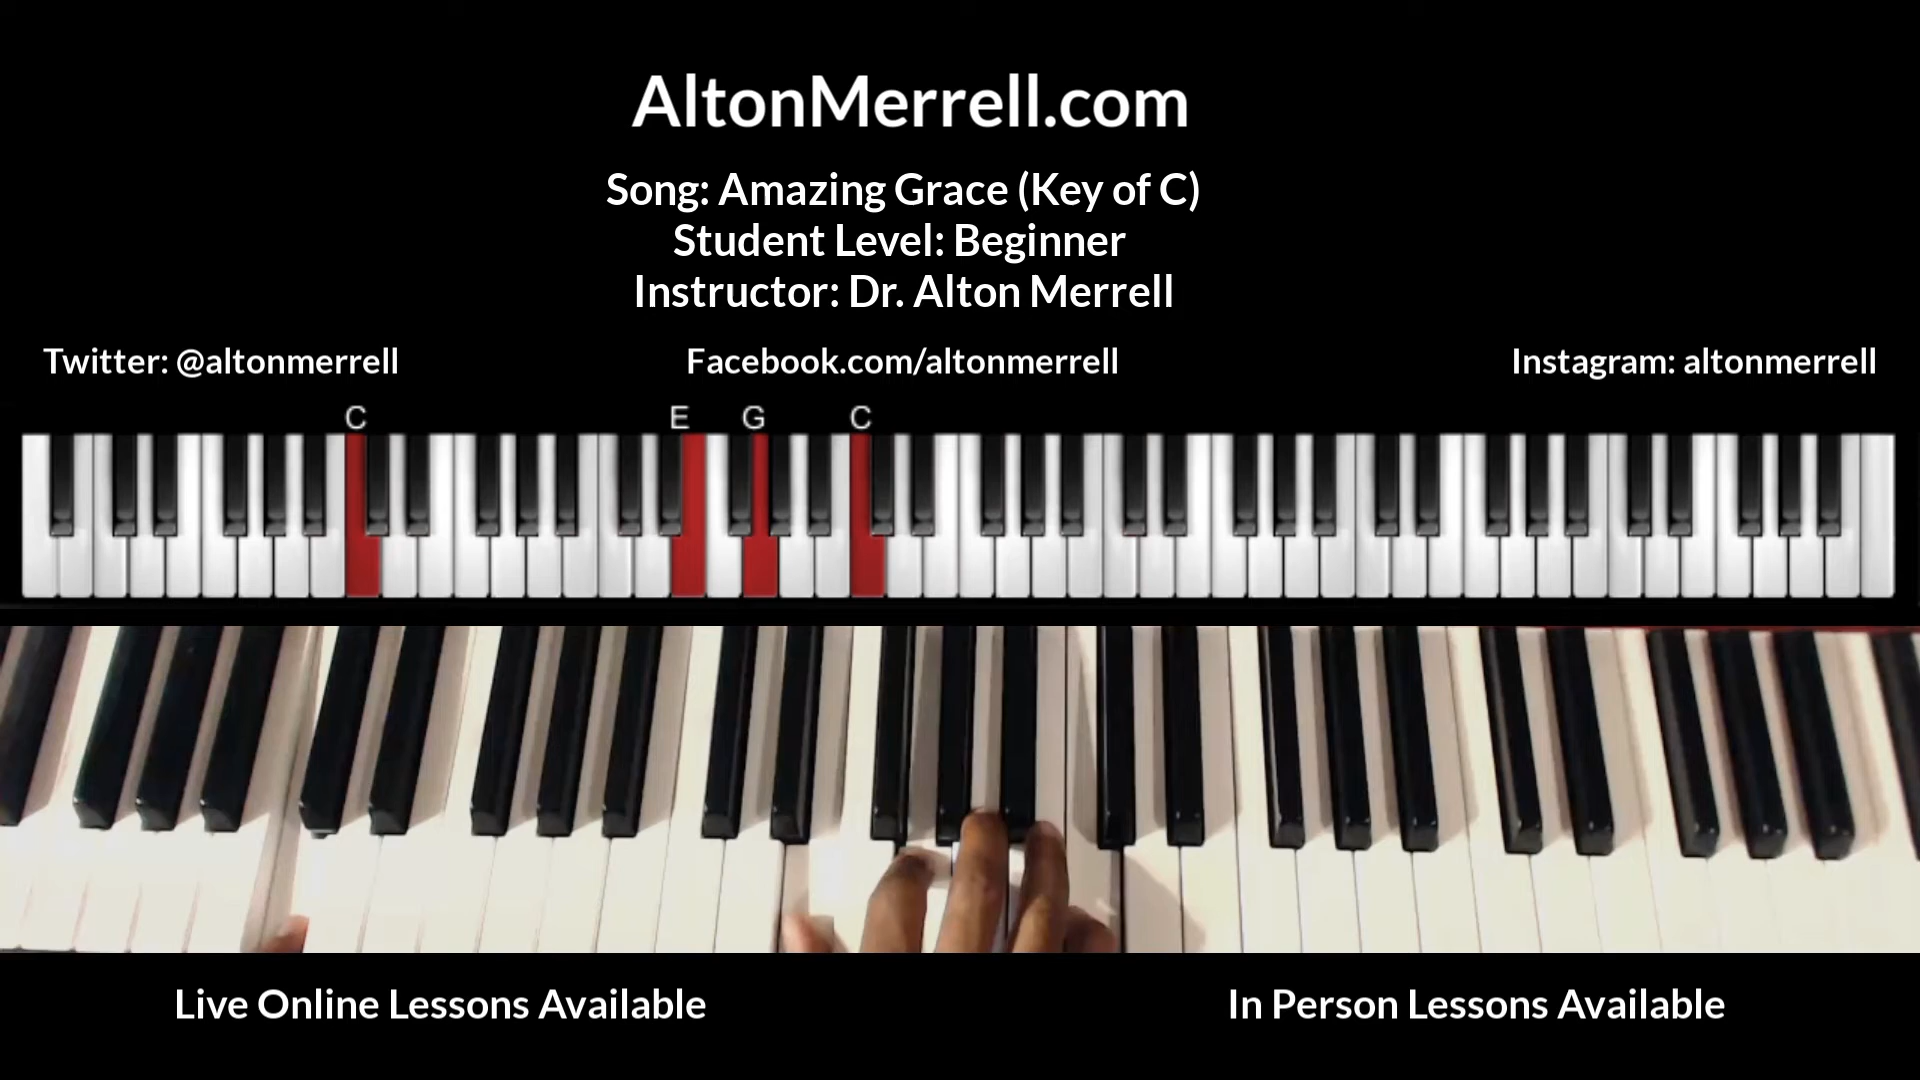 AltonMerrell.com
Song: Amazing Grace (Key of C)
Student Level: Beginner
Instructor: Dr. Alton Merrell
Twitter: @altonmerrell Facebook.com/altonmerrell Instagram: altonmerrell
C E G C
Live Online Lessons Available In Person Lessons Available